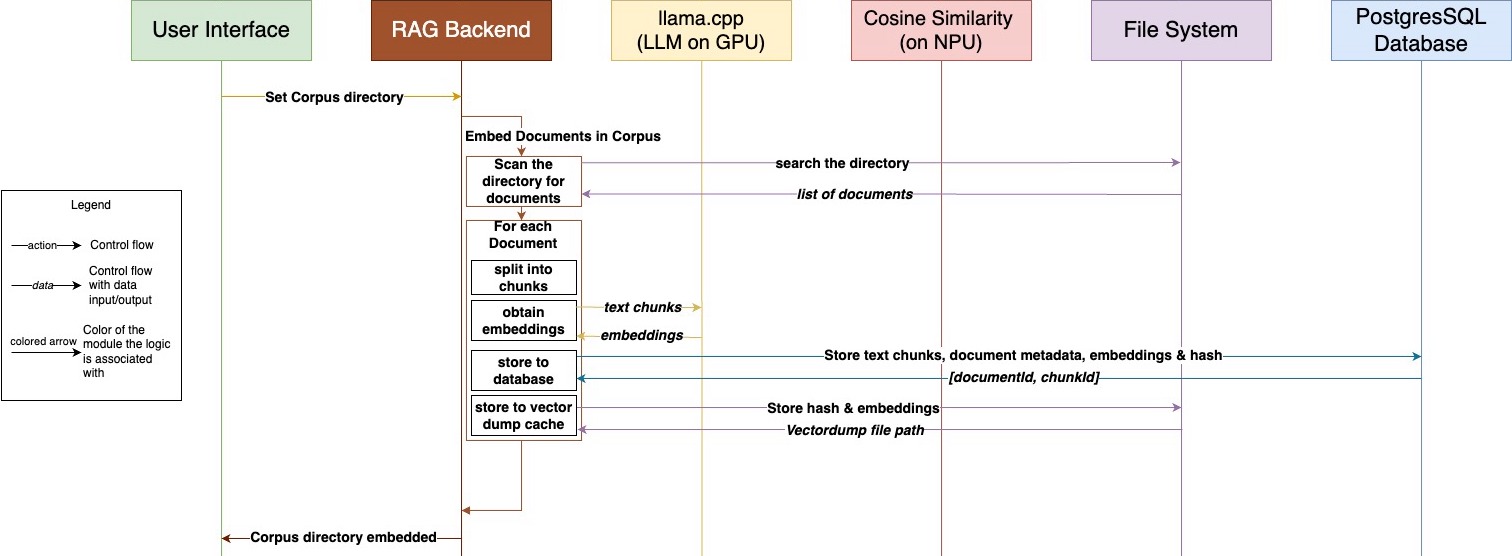 User Interface
RAG Backend
llama.cpp
(LLM on GPU)
Cosine Similarity
(on NPU)
File System
PostgresSQL
Database
Set Corpus directory
Embed Documents in Corpus
Scan the
directory for
documents
search the directory
list of documents
For each
Document
split into
chunks
obtain
embeddings
text chunks
embeddings
store to
database
Store text chunks, document metadata, embeddings & hash
[documentId, chunkId]
store to vector
dump cache
Store hash & embeddings
Vectordump file path
Corpus directory embedded
Legend
action
Control flow
data
Control flow
with data
input/output
colored arrow
Color of the
module the logic
is associated
with